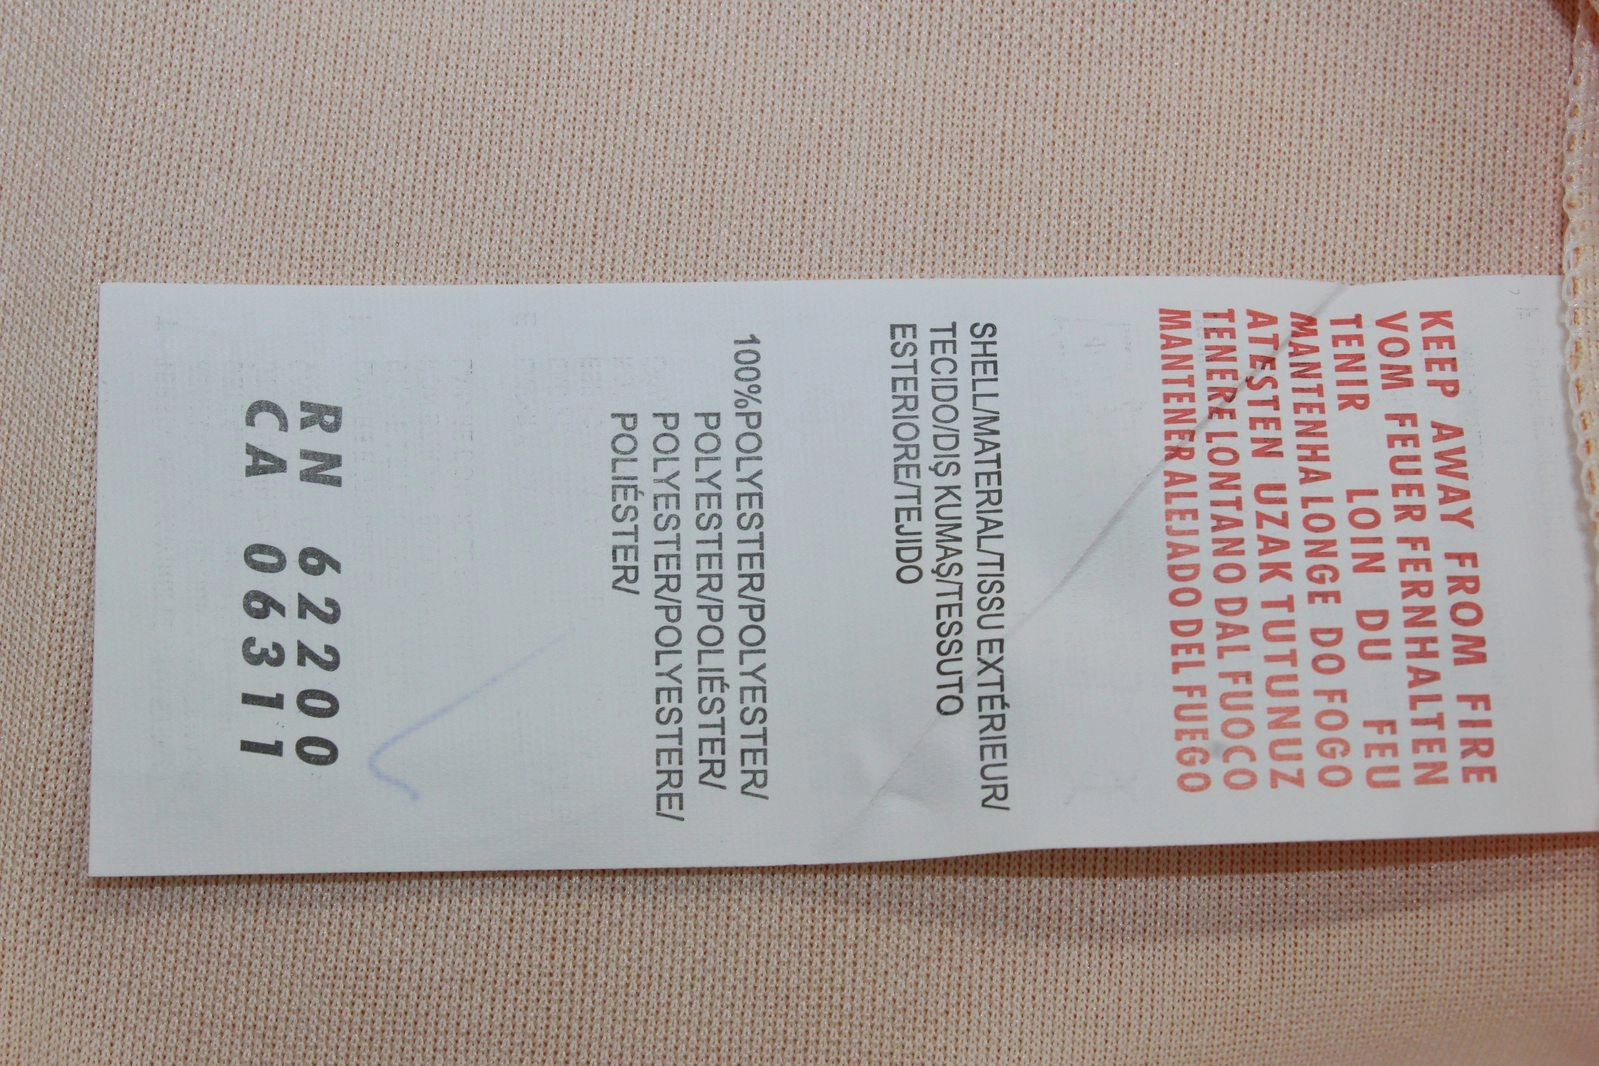 KEEP AWAY FROM FIRE
VOM FEUER FERNHALTEN
TENIR LOIN DU FEU
MANTENHA LONGE DO FOGO
ATEŞTEN UZAK TUTUNUZ
TENERE LONTANO DAL FUOCO
MANTENER ALEJADO DEL FUEGO
SHELL/MATERIAL/TISSU EXTÉRIEUR/
TECIDO/DIŞ KUMAŞ/TESSUTO
ESTERIORE/TEJIDO
100%POLYESTER/POLYESTER/
POLYESTER/POLIÉSTER/
POLYESTER/POLYESTERE/
POLIÉSTER/
RN 62200
CA 06311